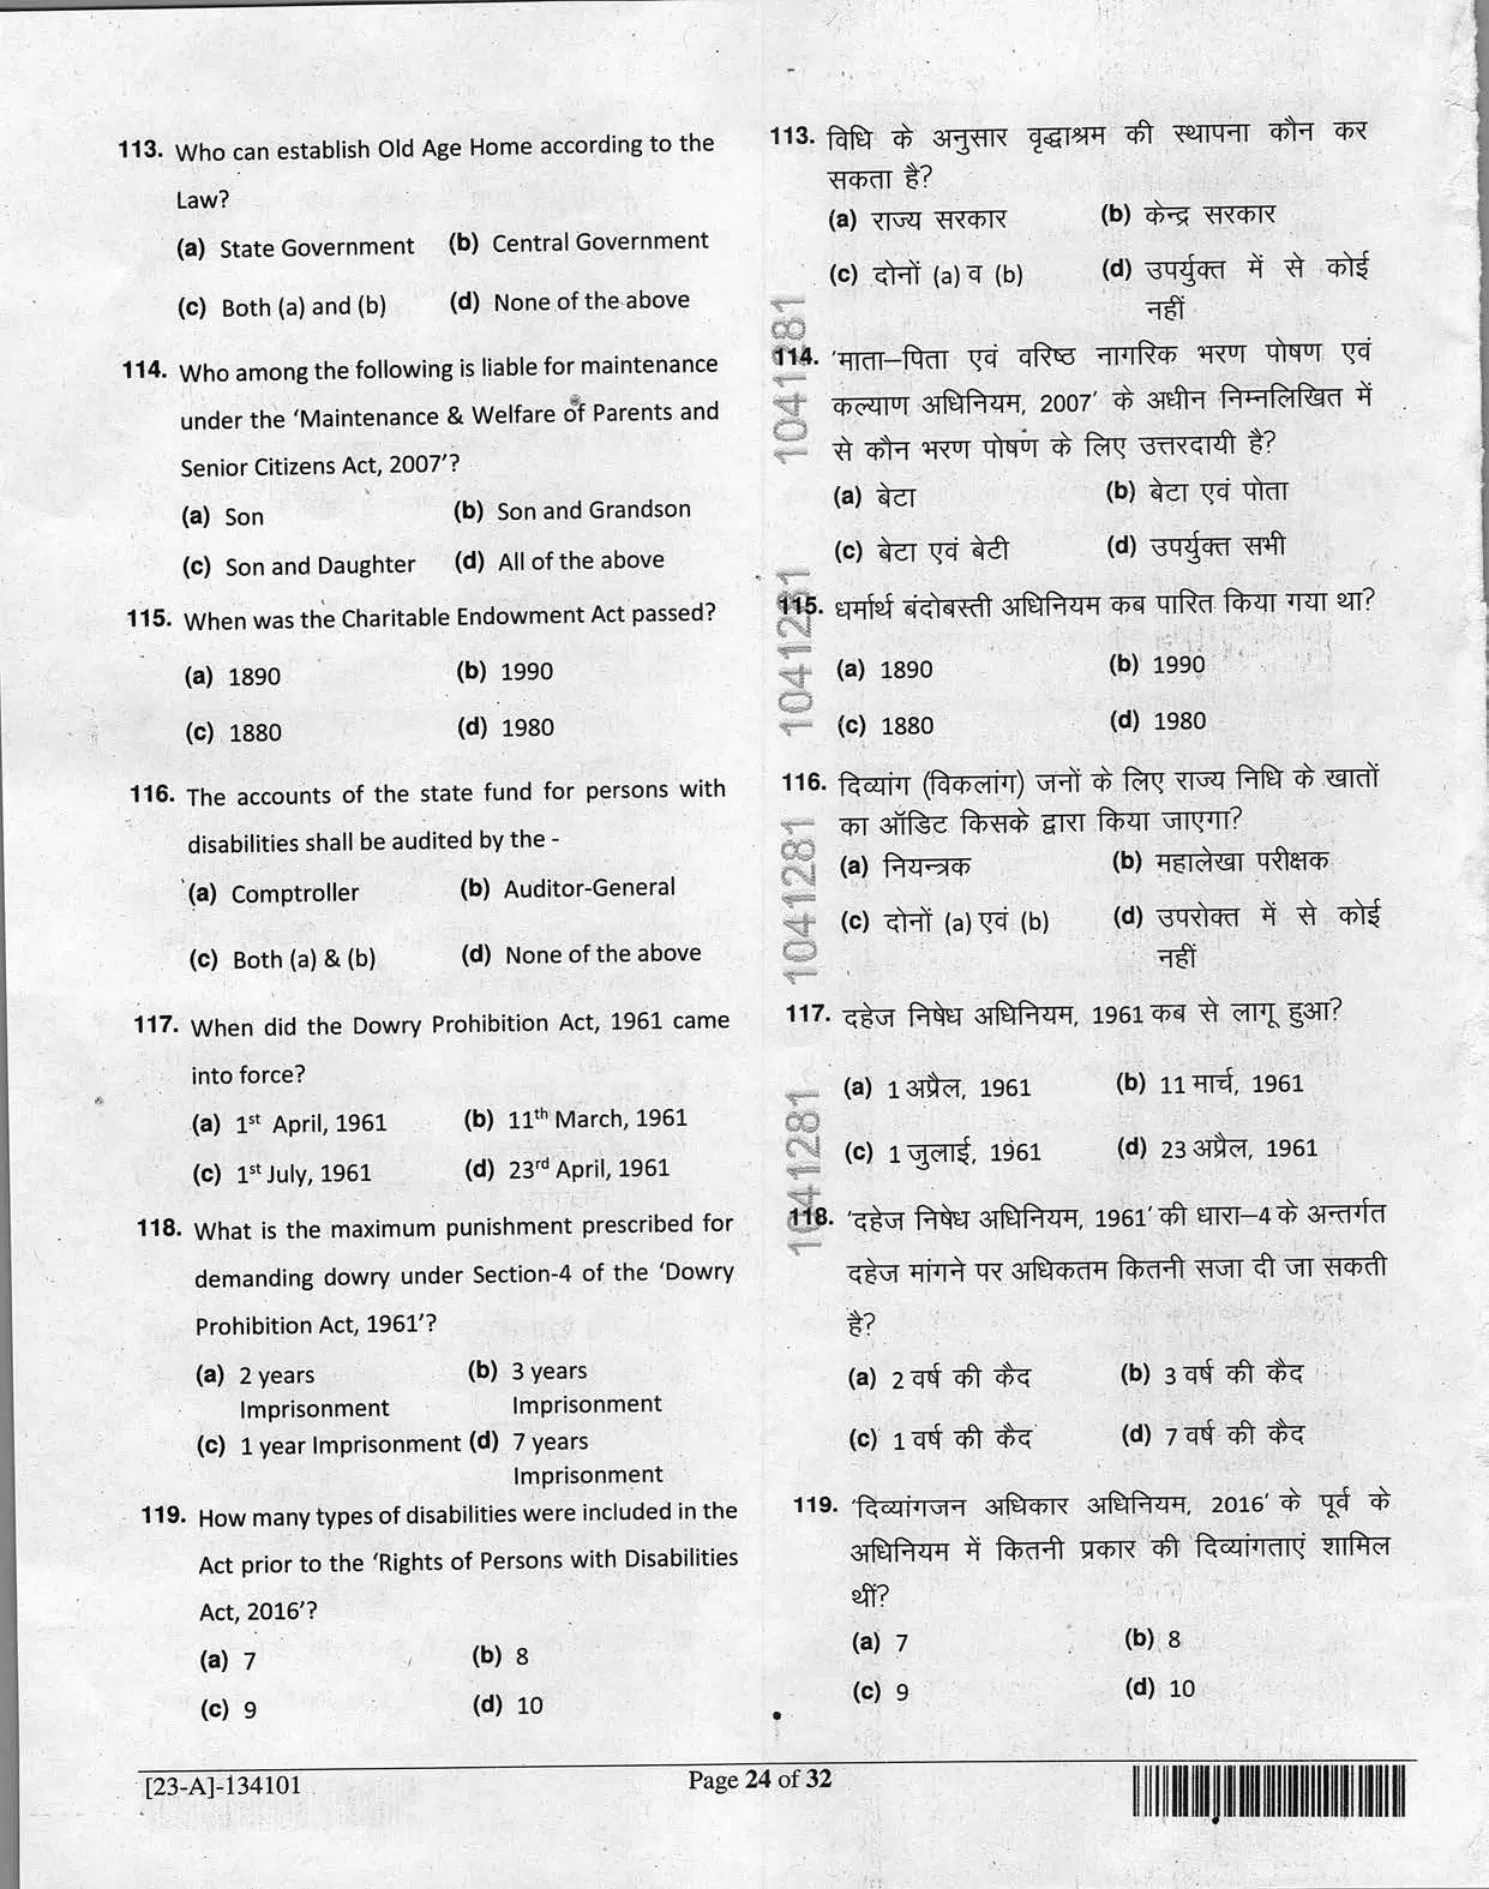 113. Who can establish Old Age Home according to the
Law?
(a) State Government (b) Central Government
(c) Both (a) and (b) (d) None of the above
114. Who among the following is liable for maintenance
under the ‘Maintenance & Welfare of Parents and
Senior Citizens Act, 2007’?
(a) Son (b) Son and Grandson
(c) Son and Daughter (d) All of the above
115. When was the Charitable Endowment Act passed?
(a) 1890 (b) 1990
(c) 1880 (d) 1980
116. The accounts of the state fund for persons with
disabilities shall be audited by the -
(a) Comptroller (b) Auditor-General
(c) Both (a) & (b) (d) None of the above
117. When did the Dowry Prohibition Act, 1961 came
into force?
(a) 1st April, 1961 (b) 11th March, 1961
(c) 1st July, 1961 (d) 23rd April, 1961
118. What is the maximum punishment prescribed for
demanding dowry under Section-4 of the ‘Dowry
Prohibition Act, 1961’?
(a) 2 years (b) 3 years
Imprisonment Imprisonment
(c) 1 year Imprisonment (d) 7 years
Imprisonment
119. How many types of disabilities were included in the
Act prior to the ‘Rights of Persons with Disabilities
Act, 2016’?
(a) 7 (b) 8
(c) 9 (d) 10
113. विधि के अनुसार वृद्धाश्रम की स्थापना कौन कर
सकता है?
(a) राज्य सरकार (b) केन्द्र सरकार
(c) दोनों (a) व (b) (d) उपर्युक्त में से कोई
नहीं
114. 'माता–पिता एवं वरिष्ठ नागरिक भरण पोषण एवं
कल्याण अधिनियम, 2007' के अधीन निम्नलिखित में
से कौन भरण पोषण के लिए उत्तरदायी है?
(a) बेटा (b) बेटा एवं पोता
(c) बेटा एवं बेटी (d) उपर्युक्त सभी
115. धर्मार्थ बंदोबस्ती अधिनियम कब पारित किया गया था?
(a) 1890 (b) 1990
(c) 1880 (d) 1980
116. दिव्यांग (विकलांग) जनों के लिए राज्य निधि के खातों
का ऑडिट किसके द्वारा किया जाएगा?
(a) नियन्त्रक (b) महालेखा परीक्षक
(c) दोनों (a) एवं (b) (d) उपरोक्त में से कोई
नहीं
117. दहेज निषेध अधिनियम, 1961 कब से लागू हुआ?
(a) 1 अप्रैल, 1961 (b) 11 मार्च, 1961
(c) 1 जुलाई, 1961 (d) 23 अप्रैल, 1961
118. 'दहेज निषेध अधिनियम, 1961' की धारा–4 के अन्तर्गत
दहेज मांगने पर अधिकतम कितनी सजा दी जा सकती
है?
(a) 2 वर्ष की कैद (b) 3 वर्ष की कैद
(c) 1 वर्ष की कैद (d) 7 वर्ष की कैद
119. 'दिव्यांगजन अधिकार अधिनियम, 2016' के पूर्व के
अधिनियम में कितनी प्रकार की दिव्यांगताएं शामिल
थीं?
(a) 7 (b) 8
(c) 9 (d) 10
1041281
1041281
1041281
1041281
[23-A]-134101 Page 24 of 32